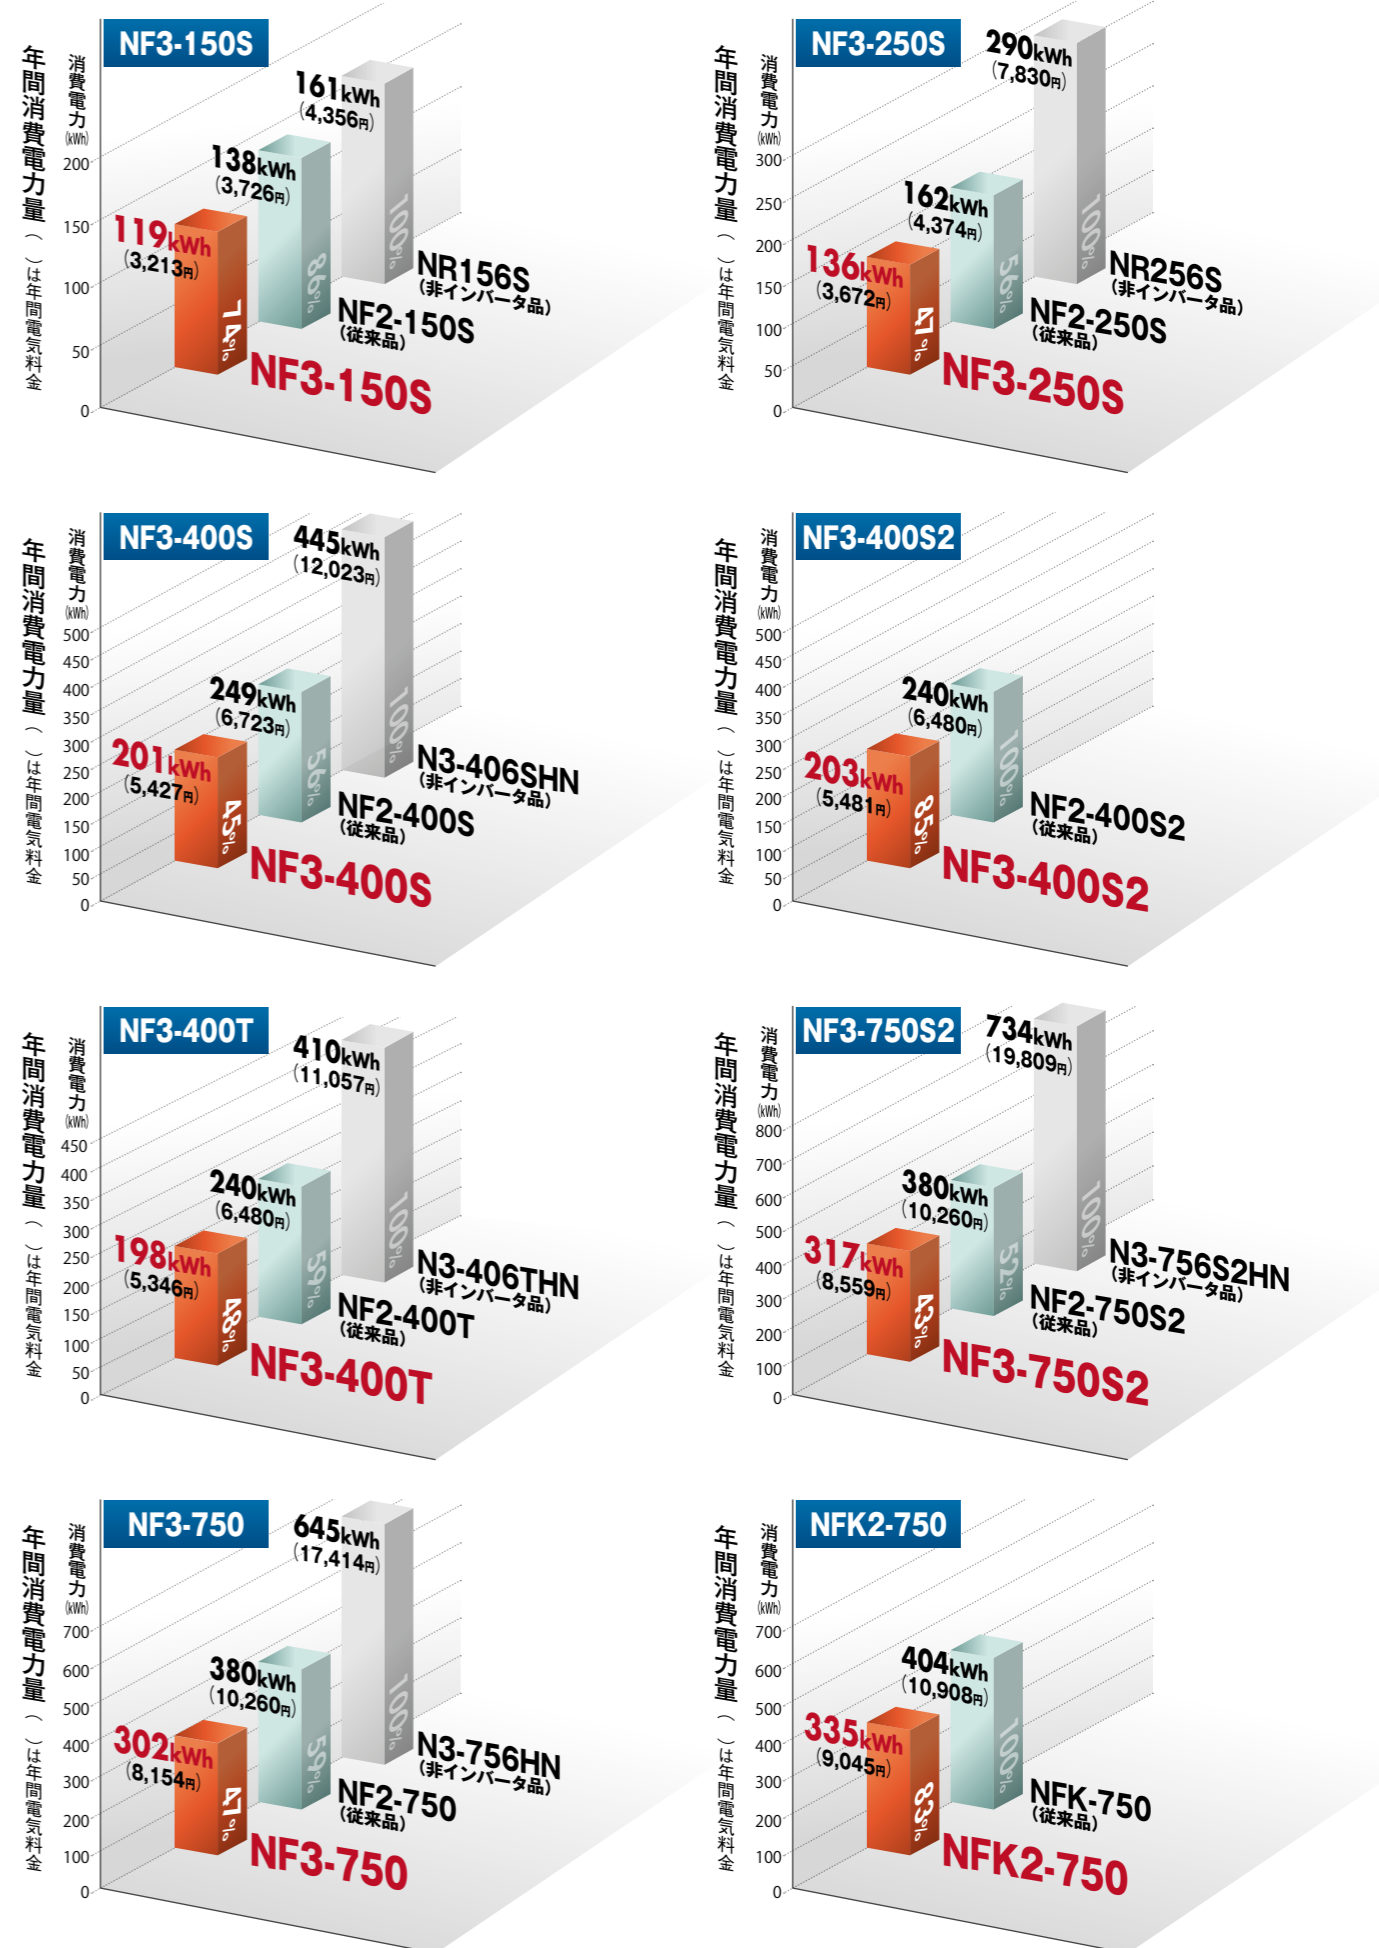 NF3-150S
年間消費電力量（　）は年間電気料金
消費電力(kWh)
200
150
100
50
0
161kWh
(4,356円)
138kWh
(3,726円)
119kWh
(3,213円)
100%
86%
74%
NR156S
(非インバータ品)
NF2-150S
(従来品)
NF3-150S
NF3-250S
年間消費電力量（　）は年間電気料金
消費電力(kWh)
300
250
200
150
100
50
0
290kWh
(7,830円)
162kWh
(4,374円)
136kWh
(3,672円)
100%
56%
47%
NR256S
(非インバータ品)
NF2-250S
(従来品)
NF3-250S
NF3-400S
年間消費電力量（　）は年間電気料金
消費電力(kWh)
500
450
400
350
300
250
200
150
100
50
0
445kWh
(12,023円)
249kWh
(6,723円)
201kWh
(5,427円)
100%
56%
45%
N3-406SHN
(非インバータ品)
NF2-400S
(従来品)
NF3-400S
NF3-400S2
年間消費電力量（　）は年間電気料金
消費電力(kWh)
500
450
400
350
300
250
200
150
100
50
0
240kWh
(6,480円)
203kWh
(5,481円)
100%
85%
NF2-400S2
(従来品)
NF3-400S2
NF3-400T
年間消費電力量（　）は年間電気料金
消費電力(kWh)
450
400
350
300
250
200
150
100
50
0
410kWh
(11,057円)
240kWh
(6,480円)
198kWh
(5,346円)
100%
59%
48%
N3-406THN
(非インバータ品)
NF2-400T
(従来品)
NF3-400T
NF3-750S2
年間消費電力量（　）は年間電気料金
消費電力(kWh)
800
700
600
500
400
300
200
100
0
734kWh
(19,809円)
380kWh
(10,260円)
317kWh
(8,559円)
100%
52%
43%
N3-756S2HN
(非インバータ品)
NF2-750S2
(従来品)
NF3-750S2
NF3-750
年間消費電力量（　）は年間電気料金
消費電力(kWh)
700
600
500
400
300
200
100
0
645kWh
(17,414円)
380kWh
(10,260円)
302kWh
(8,154円)
100%
59%
47%
N3-756HN
(非インバータ品)
NF2-750
(従来品)
NF3-750
NFK2-750
年間消費電力量（　）は年間電気料金
消費電力(kWh)
700
600
500
400
300
200
100
0
404kWh
(10,908円)
335kWh
(9,045円)
100%
83%
NFK-750
(従来品)
NFK2-750